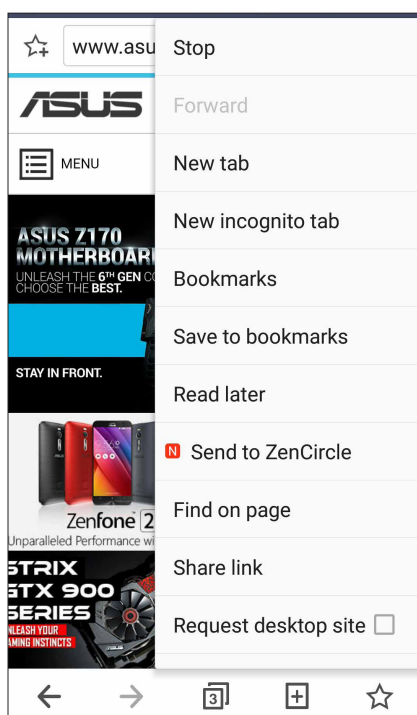 www.asu
Stop
ASUS
Forward
MENU
New tab
New incognito tab
ASUS Z170
MOTHERBOAR
UNLEASH THE 6TH GEN CO
CHOOSE THE BEST.
Bookmarks
Save to bookmarks
STAY IN FRONT.
Read later
N Send to ZenCircle
Zenfone 2
Unparalleled Performance wi
Find on page
STRIX
GTX 900
SERIES
UNLEASH YOUR
GAMING INSTINCTS
Share link
Request desktop site
3